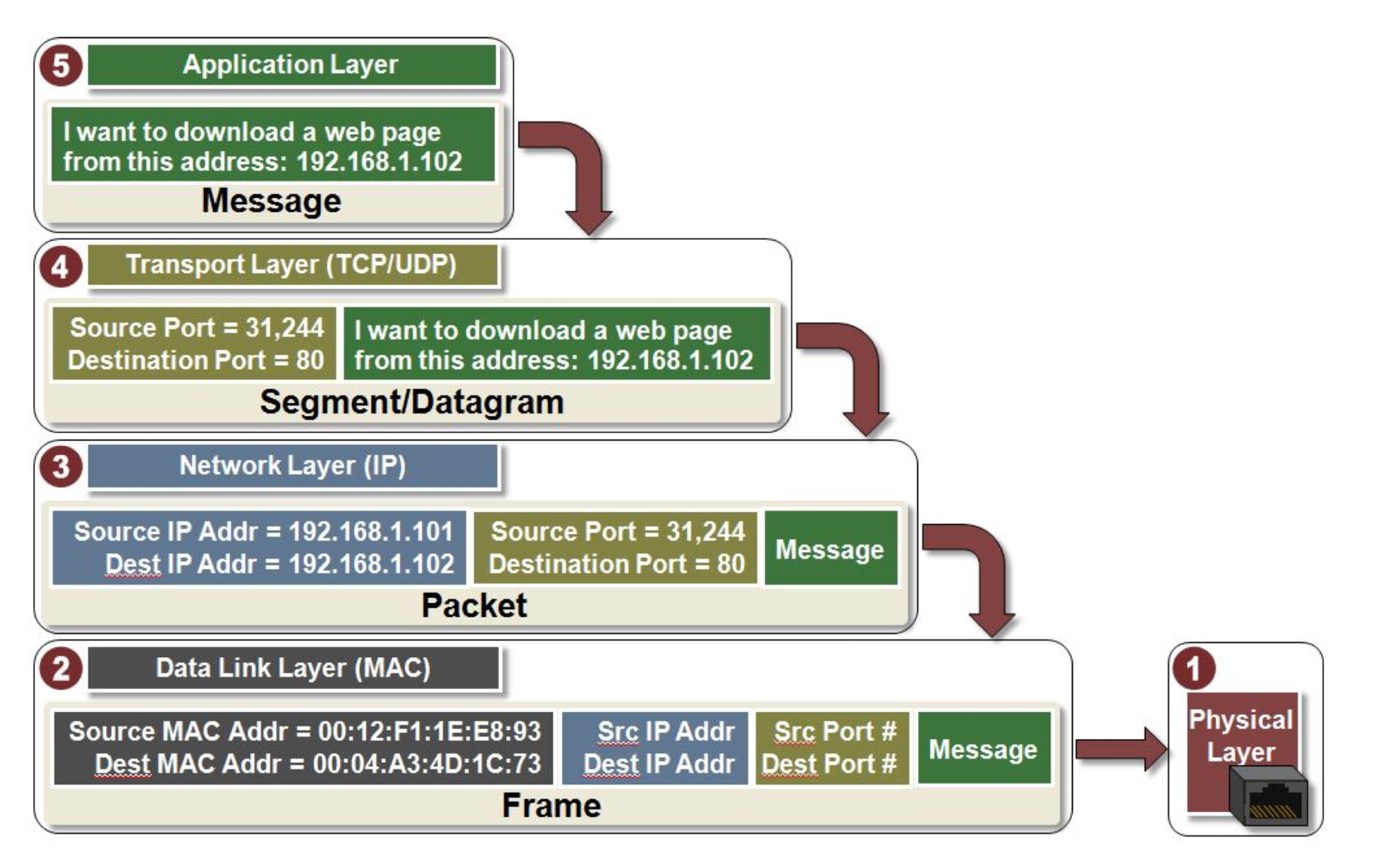 5
Application Layer
I want to download a web page
from this address: 192.168.1.102
Message
4
Transport Layer (TCP/UDP)
Source Port = 31,244
Destination Port = 80
I want to download a web page
from this address: 192.168.1.102
Segment/Datagram
3
Network Layer (IP)
Source IP Addr = 192.168.1.101
Dest IP Addr = 192.168.1.102
Source Port = 31,244
Destination Port = 80
Message
Packet
2
Data Link Layer (MAC)
Source MAC Addr = 00:12:F1:1E:E8:93
Dest MAC Addr = 00:04:A3:4D:1C:73
Src IP Addr
Dest IP Addr
Src Port #
Dest Port #
Message
Frame
1
Physical
Layer